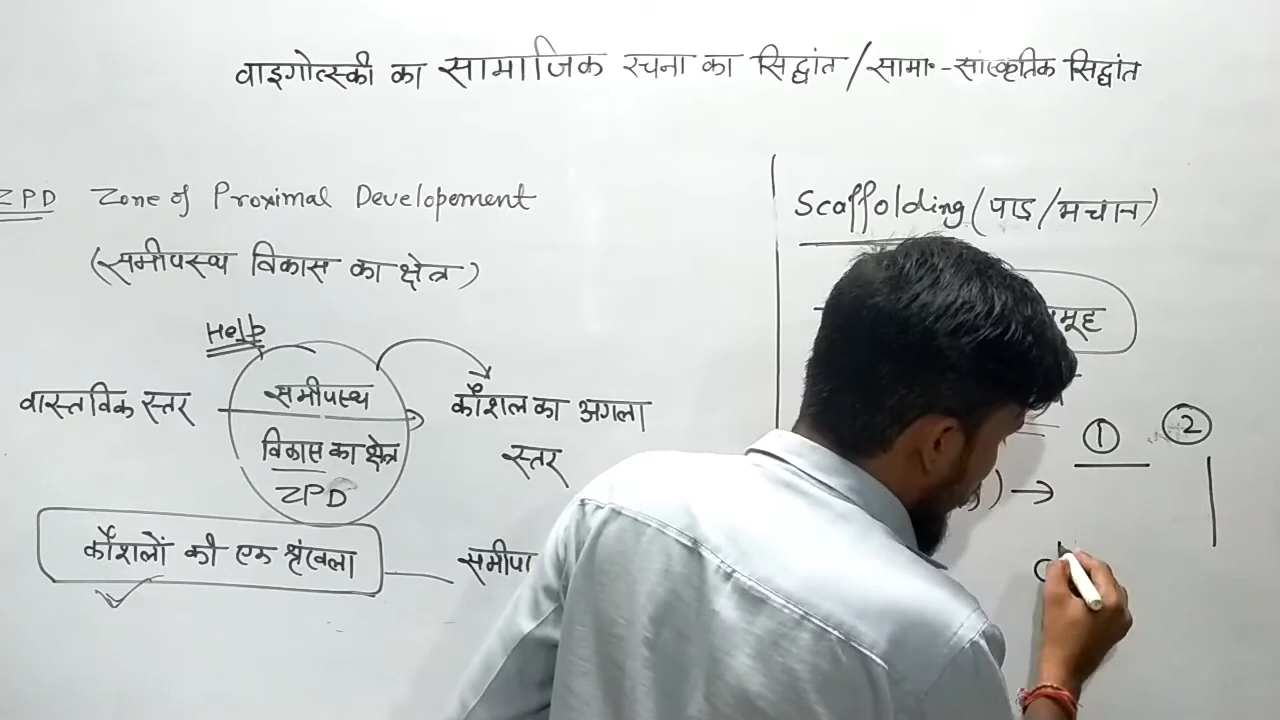 वाइगोत्स्की का सामाजिक रचना का सिद्धांत / सामा॰ - सांस्कृतिक सिद्धांत
ZPD Zone of Proximal Developement
(समीपस्थ विकास का क्षेत्र)
Help
वास्तविक स्तर
समीपस्थ
विकास का क्षेत्र
ZPD
कौशल का अगला
स्तर
कौशलों की एक श्रृंखला
समीपा
Scaffolding (पाड़ / मचान)
मूह
1 2